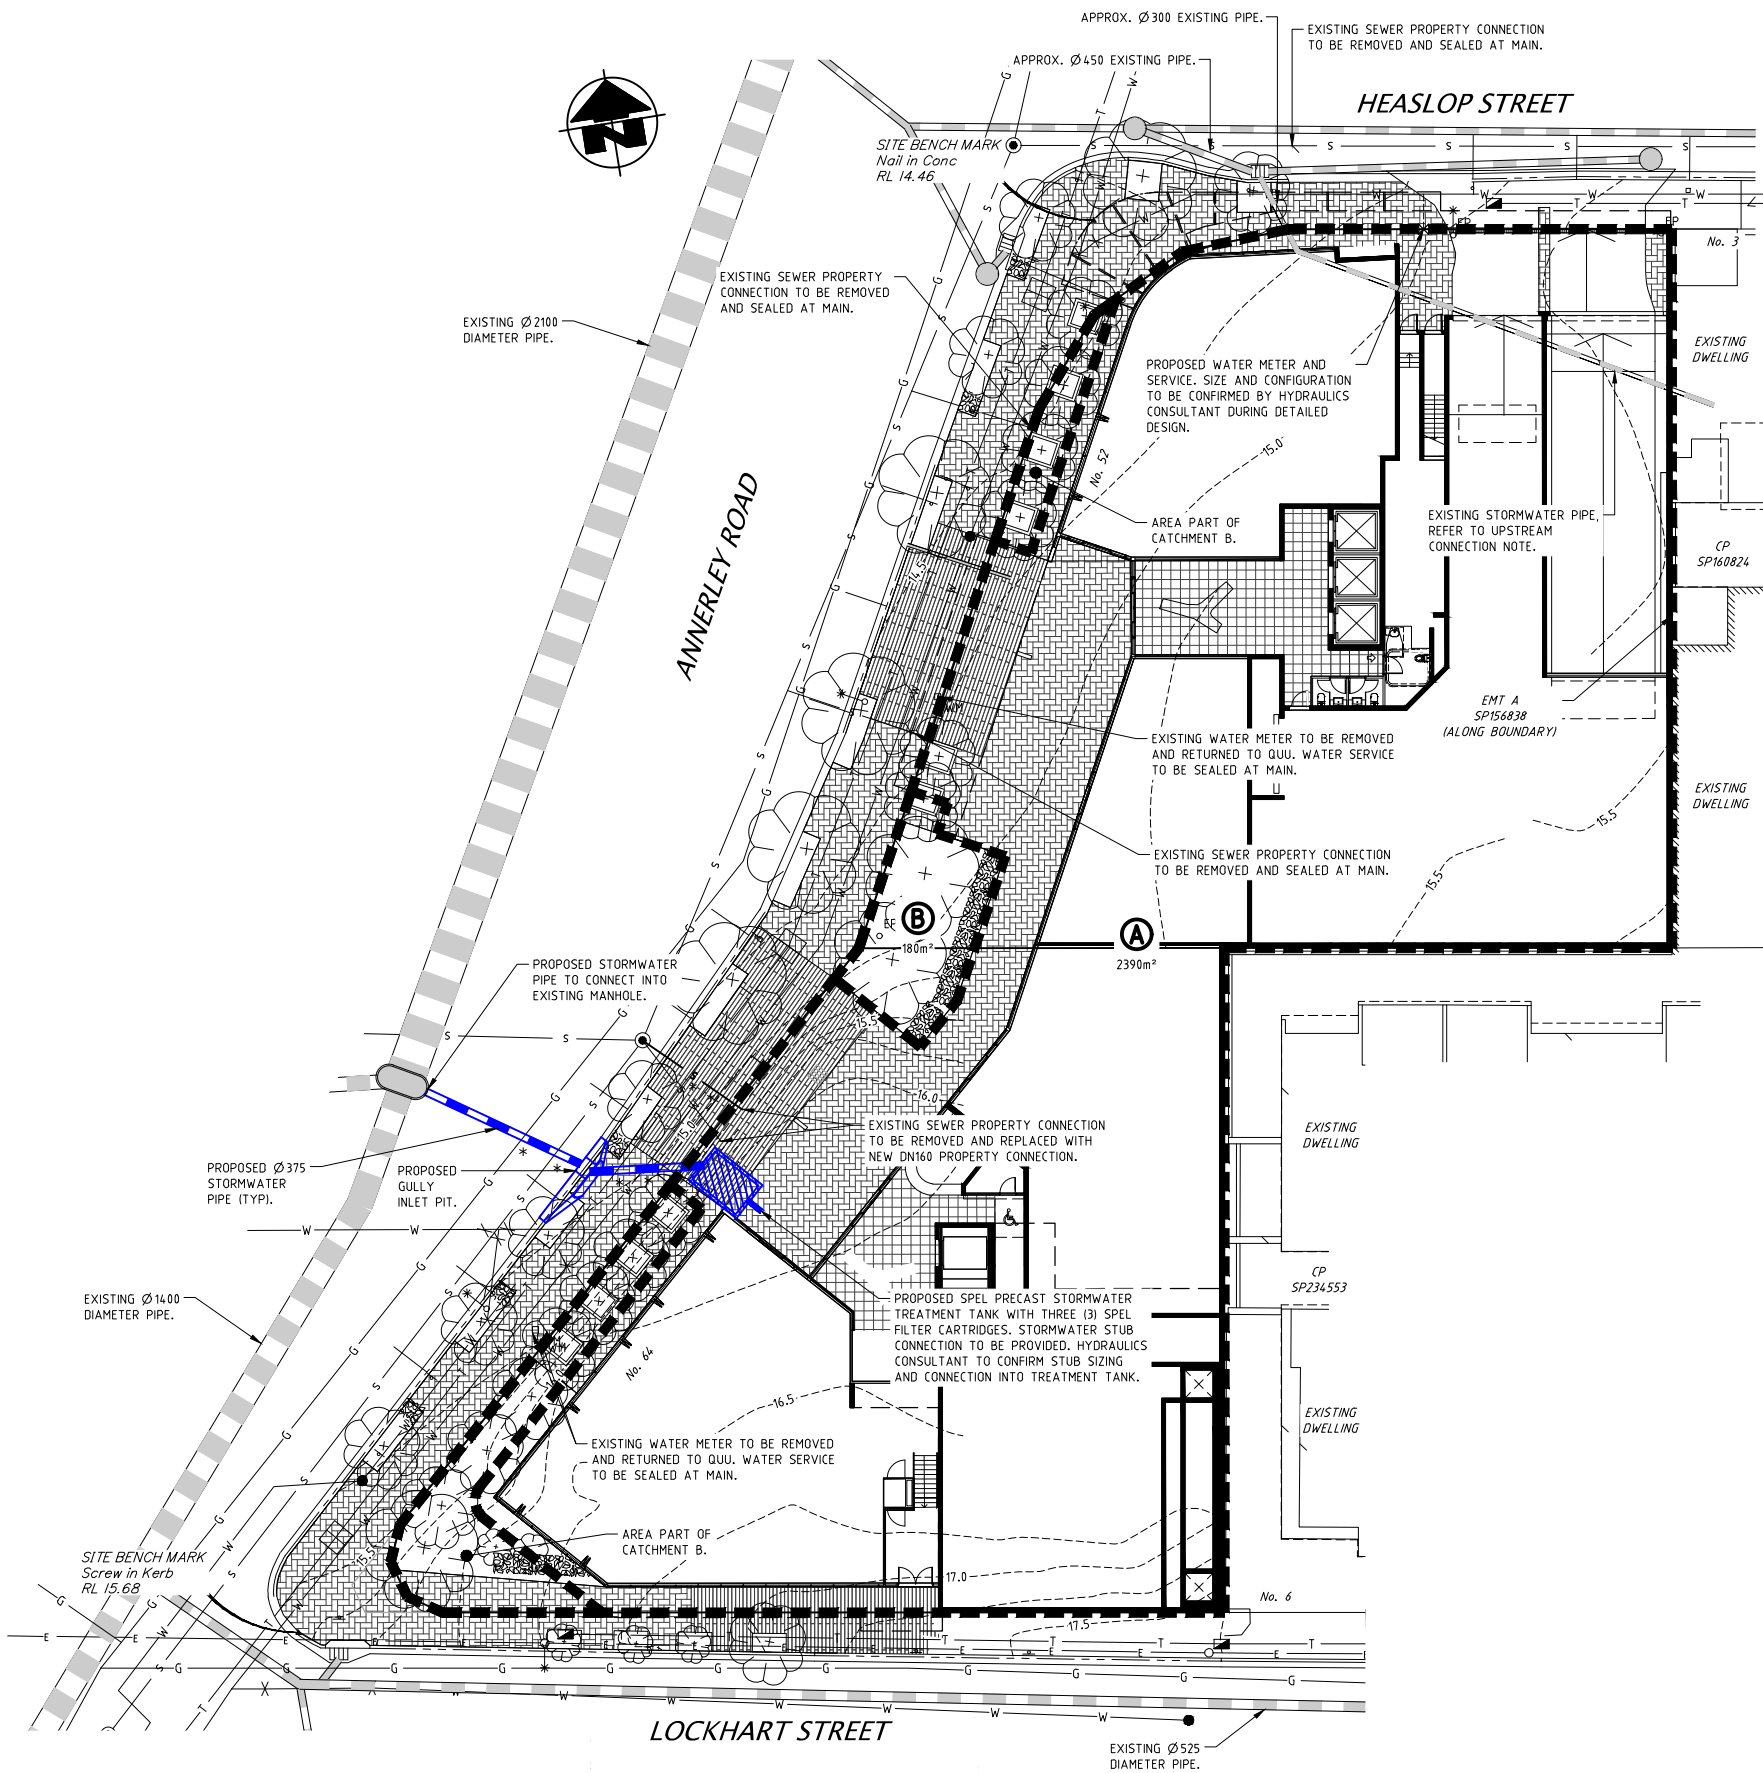 APPROX. Ø300 EXISTING PIPE.
EXISTING SEWER PROPERTY CONNECTION
TO BE REMOVED AND SEALED AT MAIN.
APPROX. Ø450 EXISTING PIPE.
HEASLOP STREET
SITE BENCH MARK
Nail in Conc
RL 14.46
No. 3
EXISTING SEWER PROPERTY
CONNECTION TO BE REMOVED
AND SEALED AT MAIN.
EXISTING Ø2100
DIAMETER PIPE.
EXISTING
DWELLING
PROPOSED WATER METER AND
SERVICE. SIZE AND CONFIGURATION
TO BE CONFIRMED BY HYDRAULICS
CONSULTANT DURING DETAILED
DESIGN.
15.0
No. 52
ANNERLEY ROAD
AREA PART OF
CATCHMENT B.
EXISTING STORMWATER PIPE,
REFER TO UPSTREAM
CONNECTION NOTE.
CP
SP160824
14.5
EMT A
SP156838
(ALONG BOUNDARY)
WM
EXISTING WATER METER TO BE REMOVED
AND RETURNED TO QUU. WATER SERVICE
TO BE SEALED AT MAIN.
EXISTING
DWELLING
15.5
EXISTING SEWER PROPERTY CONNECTION
TO BE REMOVED AND SEALED AT MAIN.
15.5
B
180m²
A
2390m²
PROPOSED STORMWATER
PIPE TO CONNECT INTO
EXISTING MANHOLE.
15.5
16.0
15.0
EXISTING SEWER PROPERTY CONNECTION
TO BE REMOVED AND REPLACED WITH
NEW DN160 PROPERTY CONNECTION.
EXISTING
DWELLING
PROPOSED Ø375
STORMWATER
PIPE (TYP).
PROPOSED
GULLY
INLET PIT.
CP
SP234553
EXISTING Ø1400
DIAMETER PIPE.
PROPOSED SPEL PRECAST STORMWATER
TREATMENT TANK WITH THREE (3) SPEL
FILTER CARTRIDGES. STORMWATER STUB
CONNECTION TO BE PROVIDED. HYDRAULICS
CONSULTANT TO CONFIRM STUB SIZING
AND CONNECTION INTO TREATMENT TANK.
No. 64
16.5
EXISTING
DWELLING
EXISTING WATER METER TO BE REMOVED
AND RETURNED TO QUU. WATER SERVICE
TO BE SEALED AT MAIN.
AREA PART OF
CATCHMENT B.
15.5
SITE BENCH MARK
Screw in Kerb
RL 15.68
17.0
No. 6
17.5
LOCKHART STREET
EXISTING Ø525
DIAMETER PIPE.